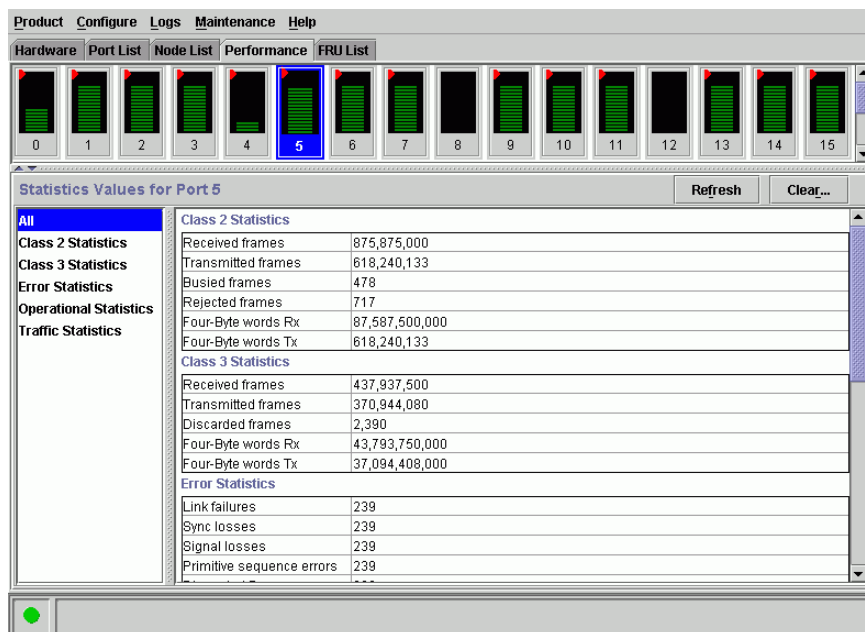 Product Configure Logs Maintenance Help
Hardware Port List Node List Performance FRU List
0 1 2 3 4 5 6 7 8 9 10 11 12 13 14 15
Statistics Values for Port 5
Refresh Clear...
All
Class 2 Statistics
Class 3 Statistics
Error Statistics
Operational Statistics
Traffic Statistics
Class 2 Statistics
Received frames 875,875,000
Transmitted frames 618,240,133
Busied frames 478
Rejected frames 717
Four-Byte words Rx 87,587,500,000
Four-Byte words Tx 618,240,133
Class 3 Statistics
Received frames 437,937,500
Transmitted frames 370,944,080
Discarded frames 2,390
Four-Byte words Rx 43,793,750,000
Four-Byte words Tx 37,094,408,000
Error Statistics
Link failures 239
Sync losses 239
Signal losses 239
Primitive sequence errors 239